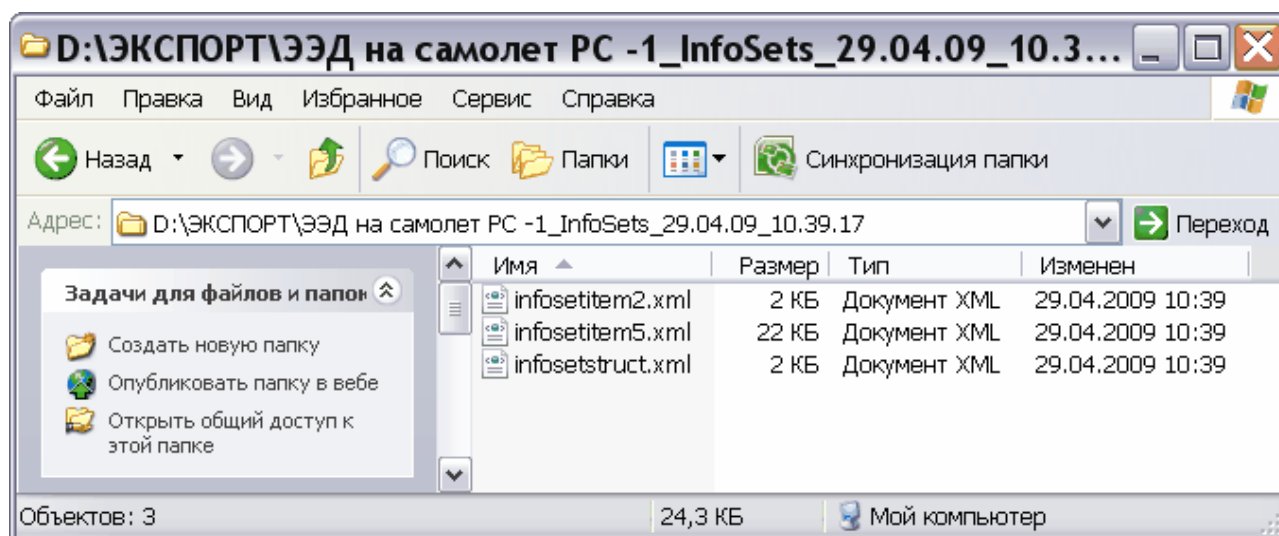 D:\ЭКСПОРТ\ЭЭД на самолет РС -1_InfoSets_29.04.09_10.3...
Файл Правка Вид Избранное Сервис Справка
Назад Поиск Папки Синхронизация папки
Адрес: D:\ЭКСПОРТ\ЭЭД на самолет РС -1_InfoSets_29.04.09_10.39.17 Переход
Задачи для файлов и папок
Создать новую папку
Опубликовать папку в вебе
Открыть общий доступ к
этой папке
Имя Размер Тип Изменен
infosetitem2.xml 2 КБ Документ XML 29.04.2009 10:39
infosetitem5.xml 22 КБ Документ XML 29.04.2009 10:39
infosetstruct.xml 2 КБ Документ XML 29.04.2009 10:39
Объектов: 3 24,3 КБ Мой компьютер